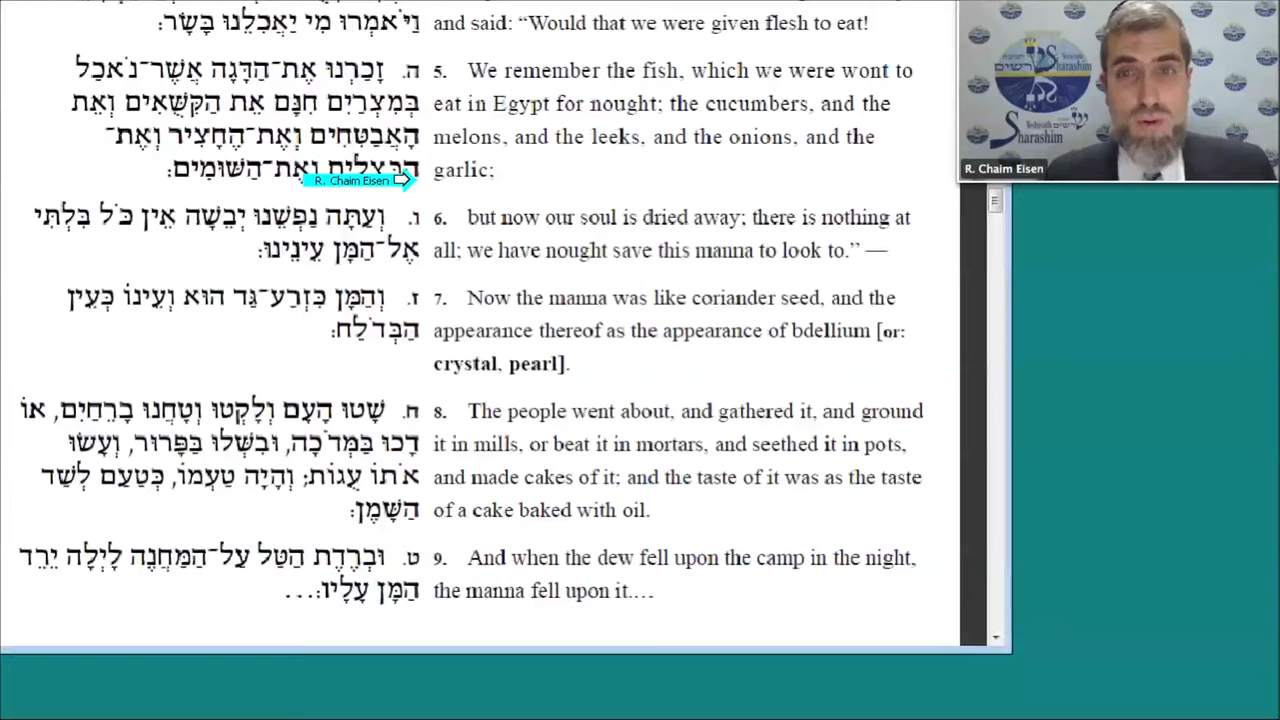 וַיֹּאמְרוּ מִי יַאֲכִלֵנוּ בָּשָׂר:
and said: “Would that we were given flesh to eat!
ה. זָכַרְנוּ אֶת־הַדָּגָה אֲשֶׁר־נֹאכַל
בְּמִצְרַיִם חִנָּם אֵת הַקִּשֻּׁאִים וְאֵת
הָאֲבַטִּחִים וְאֶת־הֶחָצִיר וְאֶת־
הַבְּצָלִים וְאֶת־הַשּׁוּמִים:
5. We remember the fish, which we were wont to
eat in Egypt for nought; the cucumbers, and the
melons, and the leeks, and the onions, and the
garlic;
R. Chaim Eisen
ו. וְעַתָּה נַפְשֵׁנוּ יְבֵשָׁה אֵין כֹּל בִּלְתִּי
אֶל־הַמָּן עֵינֵינוּ:
6. but now our soul is dried away; there is nothing at
all; we have nought save this manna to look to.” —
ז. וְהַמָּן כִּזְרַע־גַּד הוּא וְעֵינוֹ כְּעֵין
הַבְּדֹלַח:
7. Now the manna was like coriander seed, and the
appearance thereof as the appearance of bdellium [or:
crystal, pearl].
ח. שָׁטוּ הָעָם וְלָקְטוּ וְטָחֲנוּ בָרֵחַיִם, אוֹ
דָכוּ בַּמְּדֹכָה, וּבִשְּׁלוּ בַּפָּרוּר, וְעָשׂוּ
אֹתוֹ עֻגוֹת; וְהָיָה טַעְמוֹ, כְּטַעַם לְשַׁד
הַשָּׁמֶן:
8. The people went about, and gathered it, and ground
it in mills, or beat it in mortars, and seethed it in pots,
and made cakes of it; and the taste of it was as the taste
of a cake baked with oil.
ט. וּבְרֶדֶת הַטַּל עַל־הַמַּחֲנֶה לָיְלָה יֵרֵד
הַמָּן עָלָיו:…
9. And when the dew fell upon the camp in the night,
the manna fell upon it.…
שרשים
Sharashim
Yeshivath
Sharashim
R. Chaim Eisen